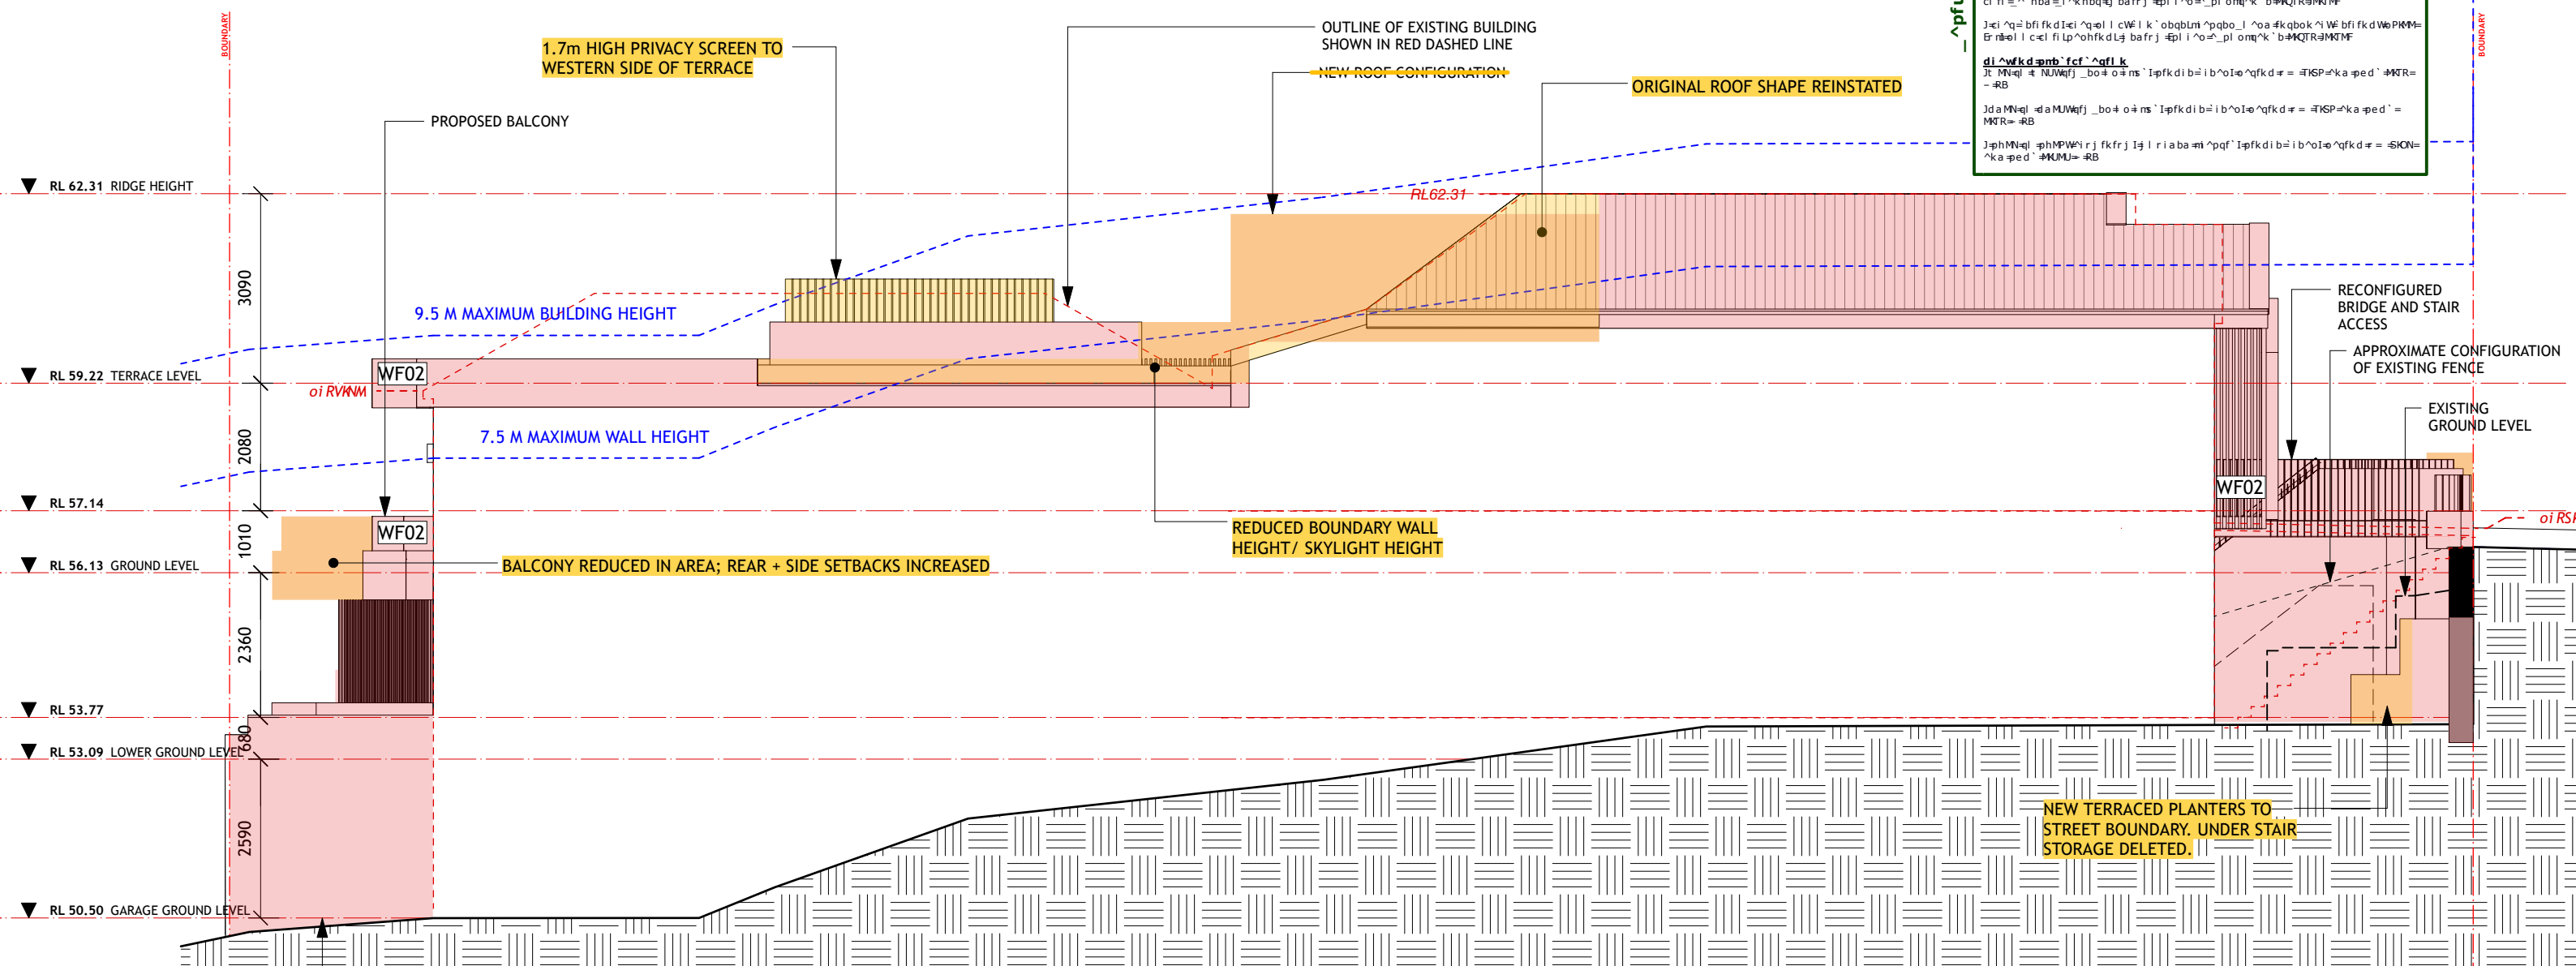 BOUNDARY
1.7m HIGH PRIVACY SCREEN TO
WESTERN SIDE OF TERRACE
OUTLINE OF EXISTING BUILDING
SHOWN IN RED DASHED LINE
NEW ROOF CONFIGURATION
ORIGINAL ROOF SHAPE REINSTATED
BOUNDARY
PROPOSED BALCONY
RL 62.31 RIDGE HEIGHT
RL62.31
3090
9.5 M MAXIMUM BUILDING HEIGHT
RECONFIGURED
BRIDGE AND STAIR
ACCESS
APPROXIMATE CONFIGURATION
OF EXISTING FENCE
RL 59.22 TERRACE LEVEL
WF02
EXISTING
GROUND LEVEL
7.5 M MAXIMUM WALL HEIGHT
2080
WF02
RL 57.14
WF02
REDUCED BOUNDARY WALL
HEIGHT/ SKYLIGHT HEIGHT
1010
RL 56.13 GROUND LEVEL
BALCONY REDUCED IN AREA; REAR + SIDE SETBACKS INCREASED
2360
RL 53.77
680
RL 53.09 LOWER GROUND LEVEL
NEW TERRACED PLANTERS TO
STREET BOUNDARY. UNDER STAIR
STORAGE DELETED.
2590
RL 50.50 GARAGE GROUND LEVEL